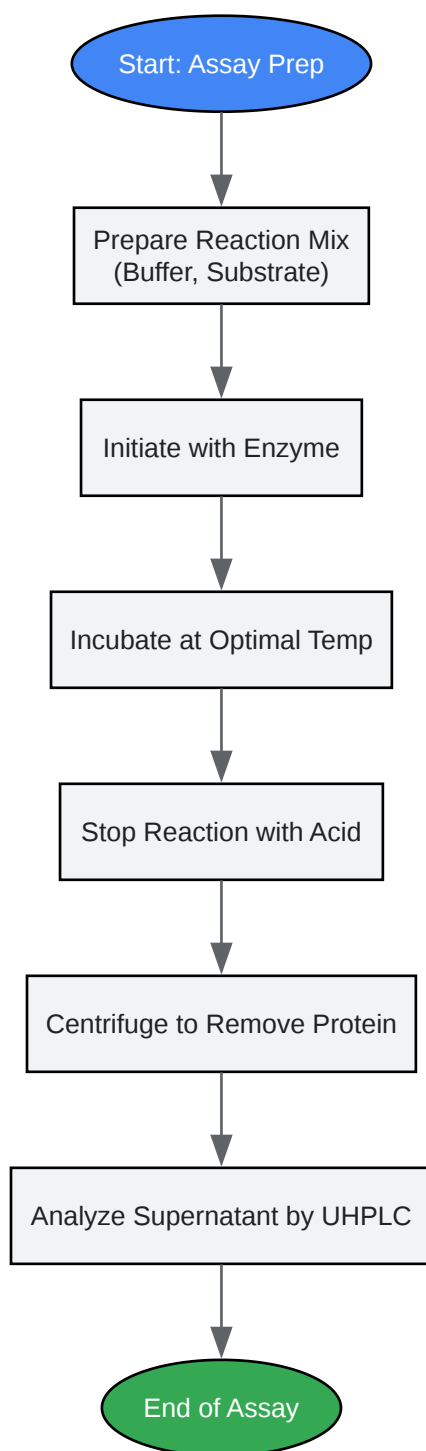 Start: Assay Prep
Prepare Reaction Mix
(Buffer, Substrate)
Initiate with Enzyme
Incubate at Optimal Temp
Stop Reaction with Acid
Centrifuge to Remove Protein
Analyze Supernatant by UHPLC
End of Assay